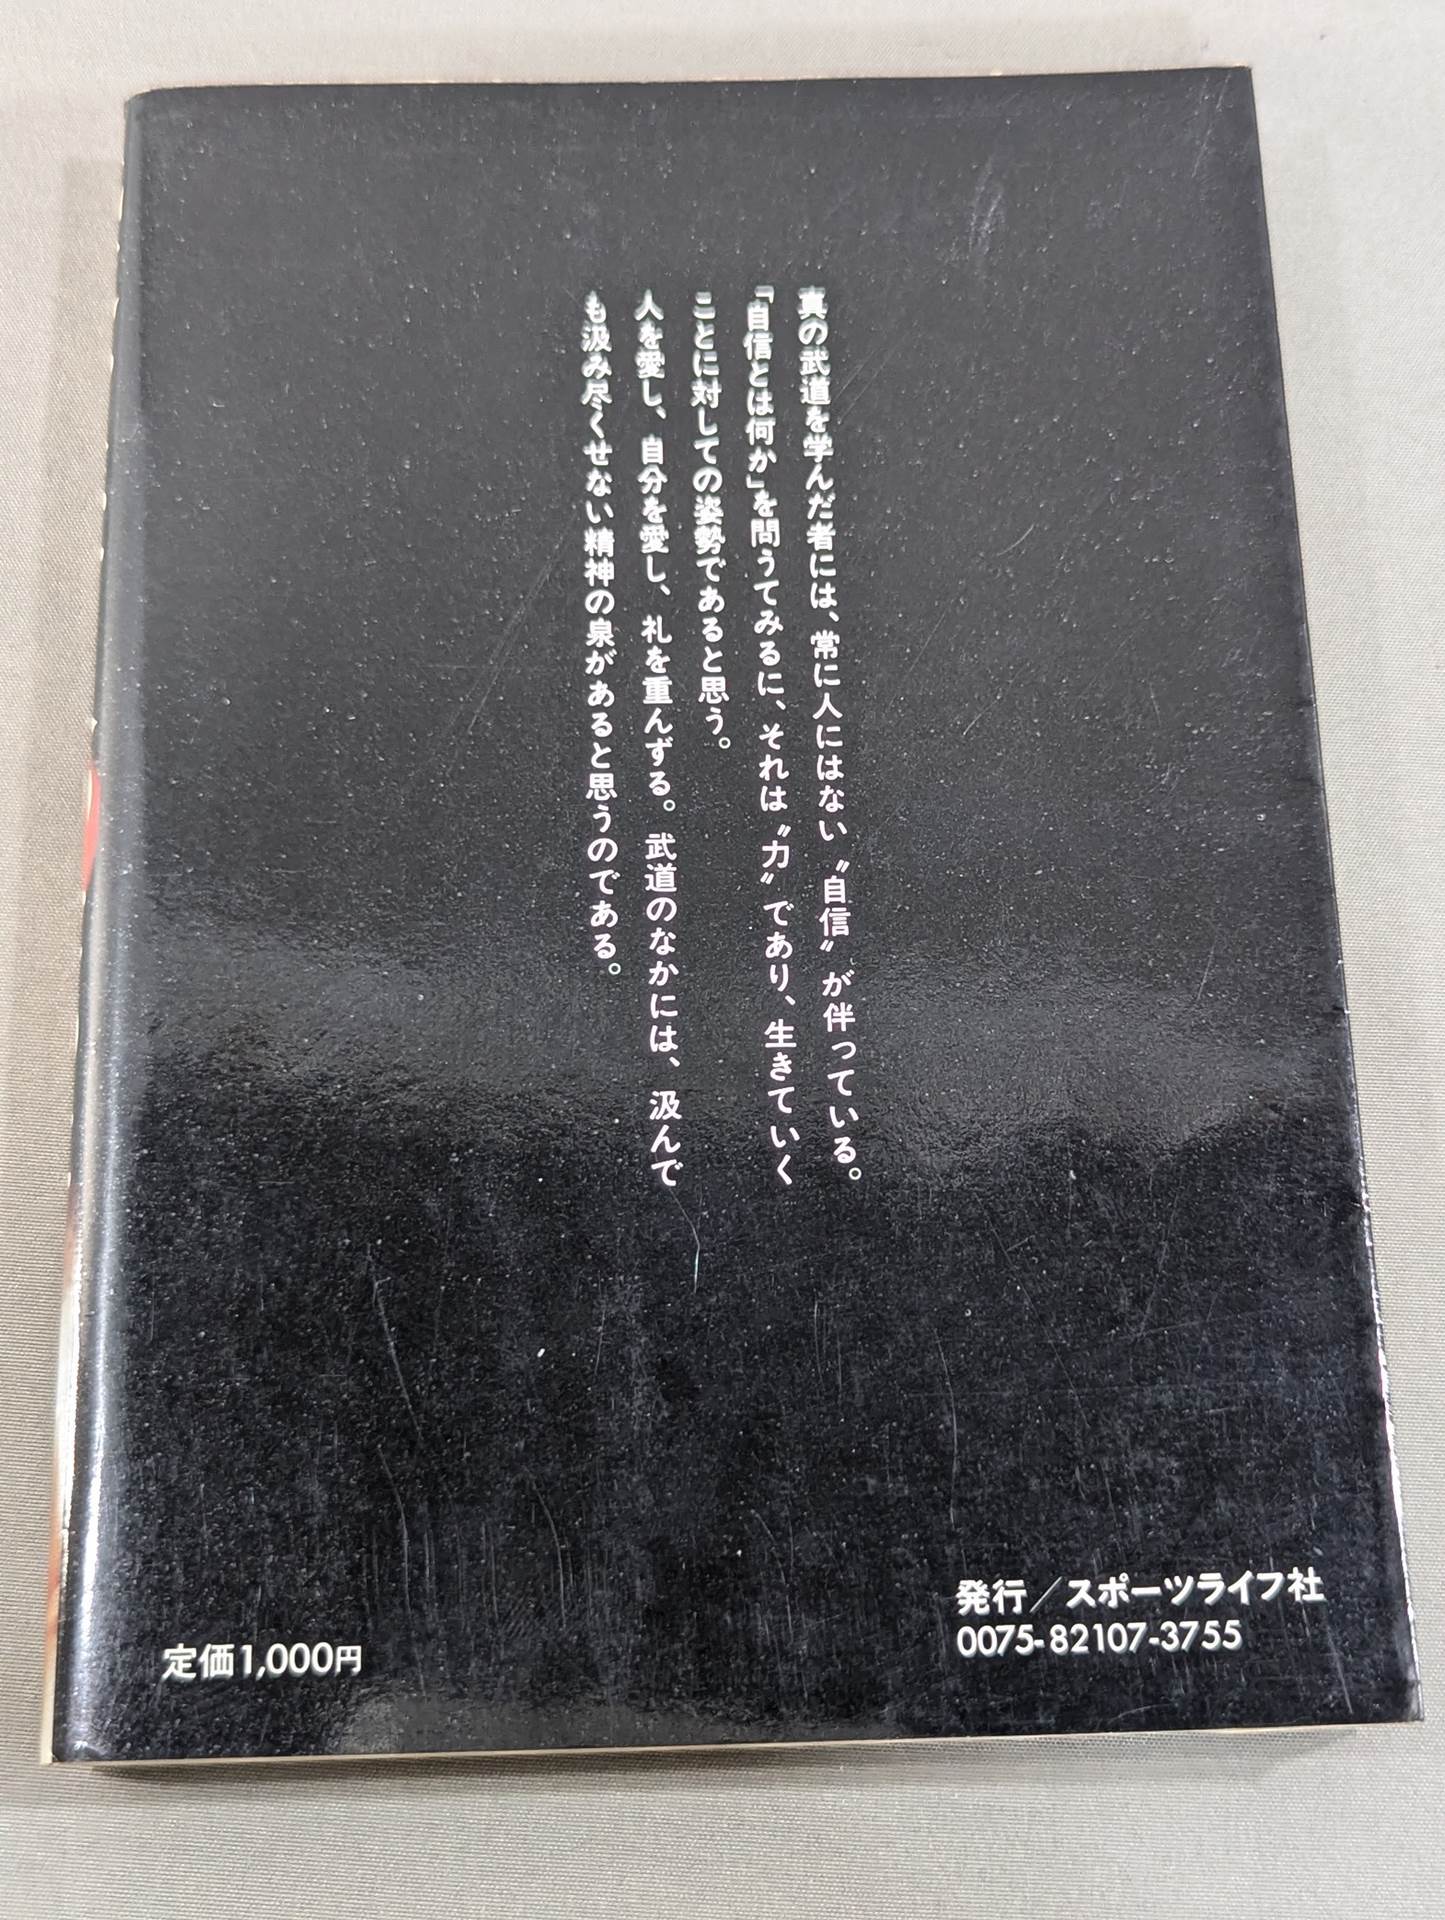 真の武道を学んだ者には、常に人にはない〝自信〟が伴っている。
「自信とは何か」を問うてみるに、それは〝力〟であり、生きていく
ことに対しての姿勢であると思う。
人を愛し、自分を愛し、礼を重んずる。武道のなかには、汲んで
も汲み尽くせない精神の泉があると思うのである。
発行／スポーツライフ社
0075-82107-3755
定価1,000円